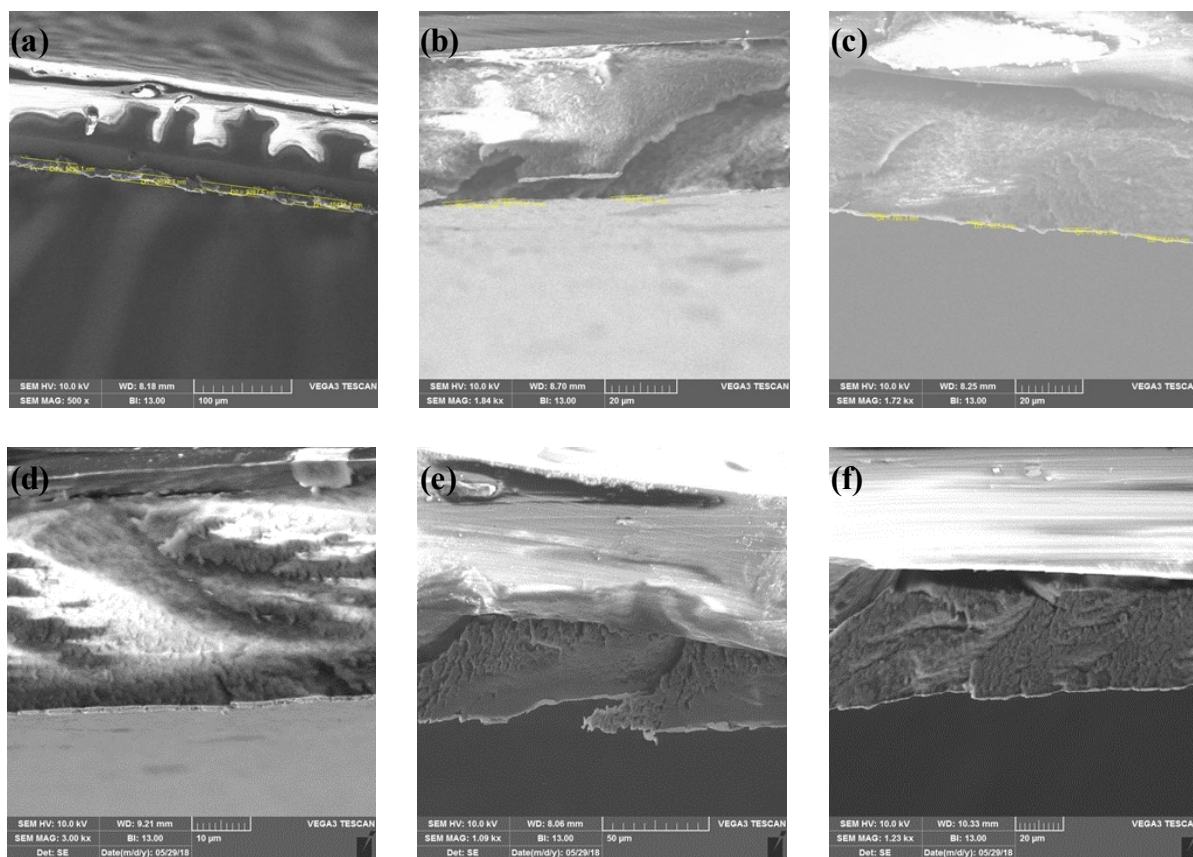 (a)
SEM HV: 10.0 kV WD: 8.18 mm VEGA3 TESCAN
SEM MAG: 500 x BI: 13.00 100 µm
(b)
SEM HV: 10.0 kV WD: 8.70 mm VEGA3 TESCAN
SEM MAG: 1.84 kx BI: 13.00 20 µm
(c)
SEM HV: 10.0 kV WD: 8.25 mm VEGA3 TESCAN
SEM MAG: 1.72 kx BI: 13.00 20 µm
(d)
SEM HV: 10.0 kV WD: 9.21 mm VEGA3 TESCAN
SEM MAG: 3.00 kx BI: 13.00 10 µm
Det: SE Date(m/d/y): 05/29/18
(e)
SEM HV: 10.0 kV WD: 8.06 mm VEGA3 TESCAN
SEM MAG: 1.09 kx BI: 13.00 50 µm
Det: SE Date(m/d/y): 05/29/18
(f)
SEM HV: 10.0 kV WD: 10.33 mm VEGA3 TESCAN
SEM MAG: 1.23 kx BI: 13.00 20 µm
Det: SE Date(m/d/y): 05/29/18